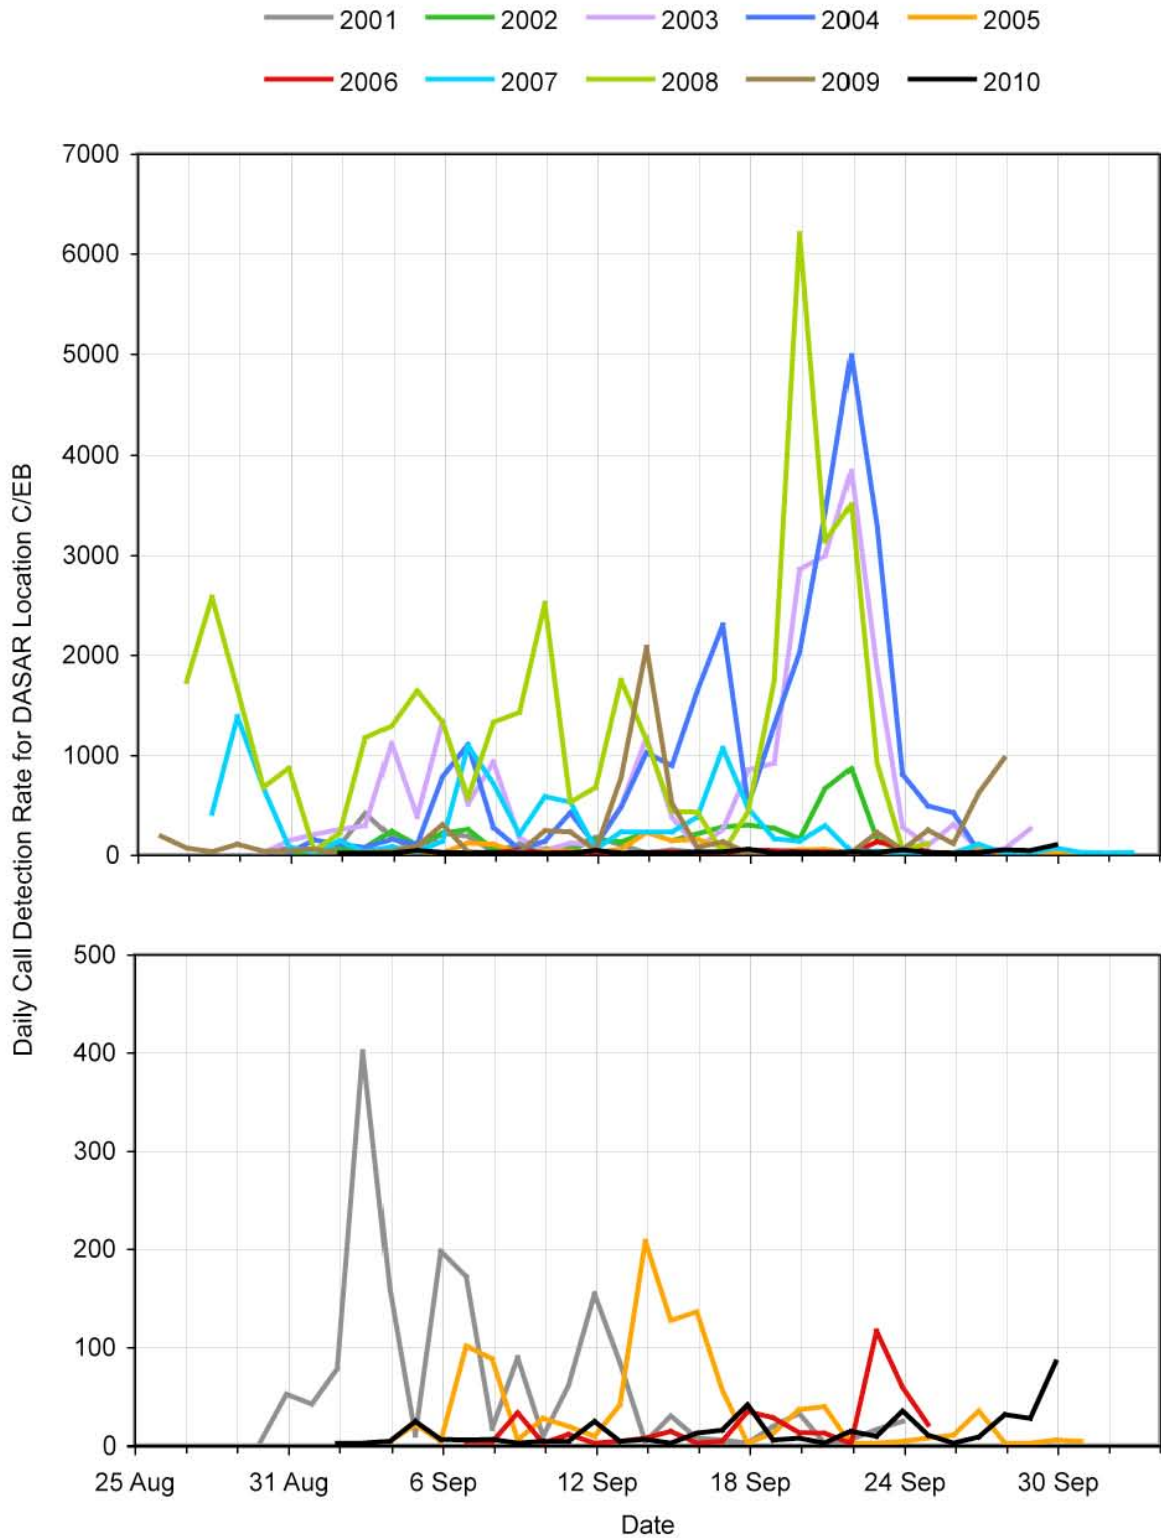 2001 2002 2003 2004 2005
2006 2007 2008 2009 2010
Daily Call Detection Rate for DASAR Location C/EB
7000
6000
5000
4000
3000
2000
1000
0
500
400
300
200
100
0
25 Aug 31 Aug 6 Sep 12 Sep 18 Sep 24 Sep 30 Sep
Date